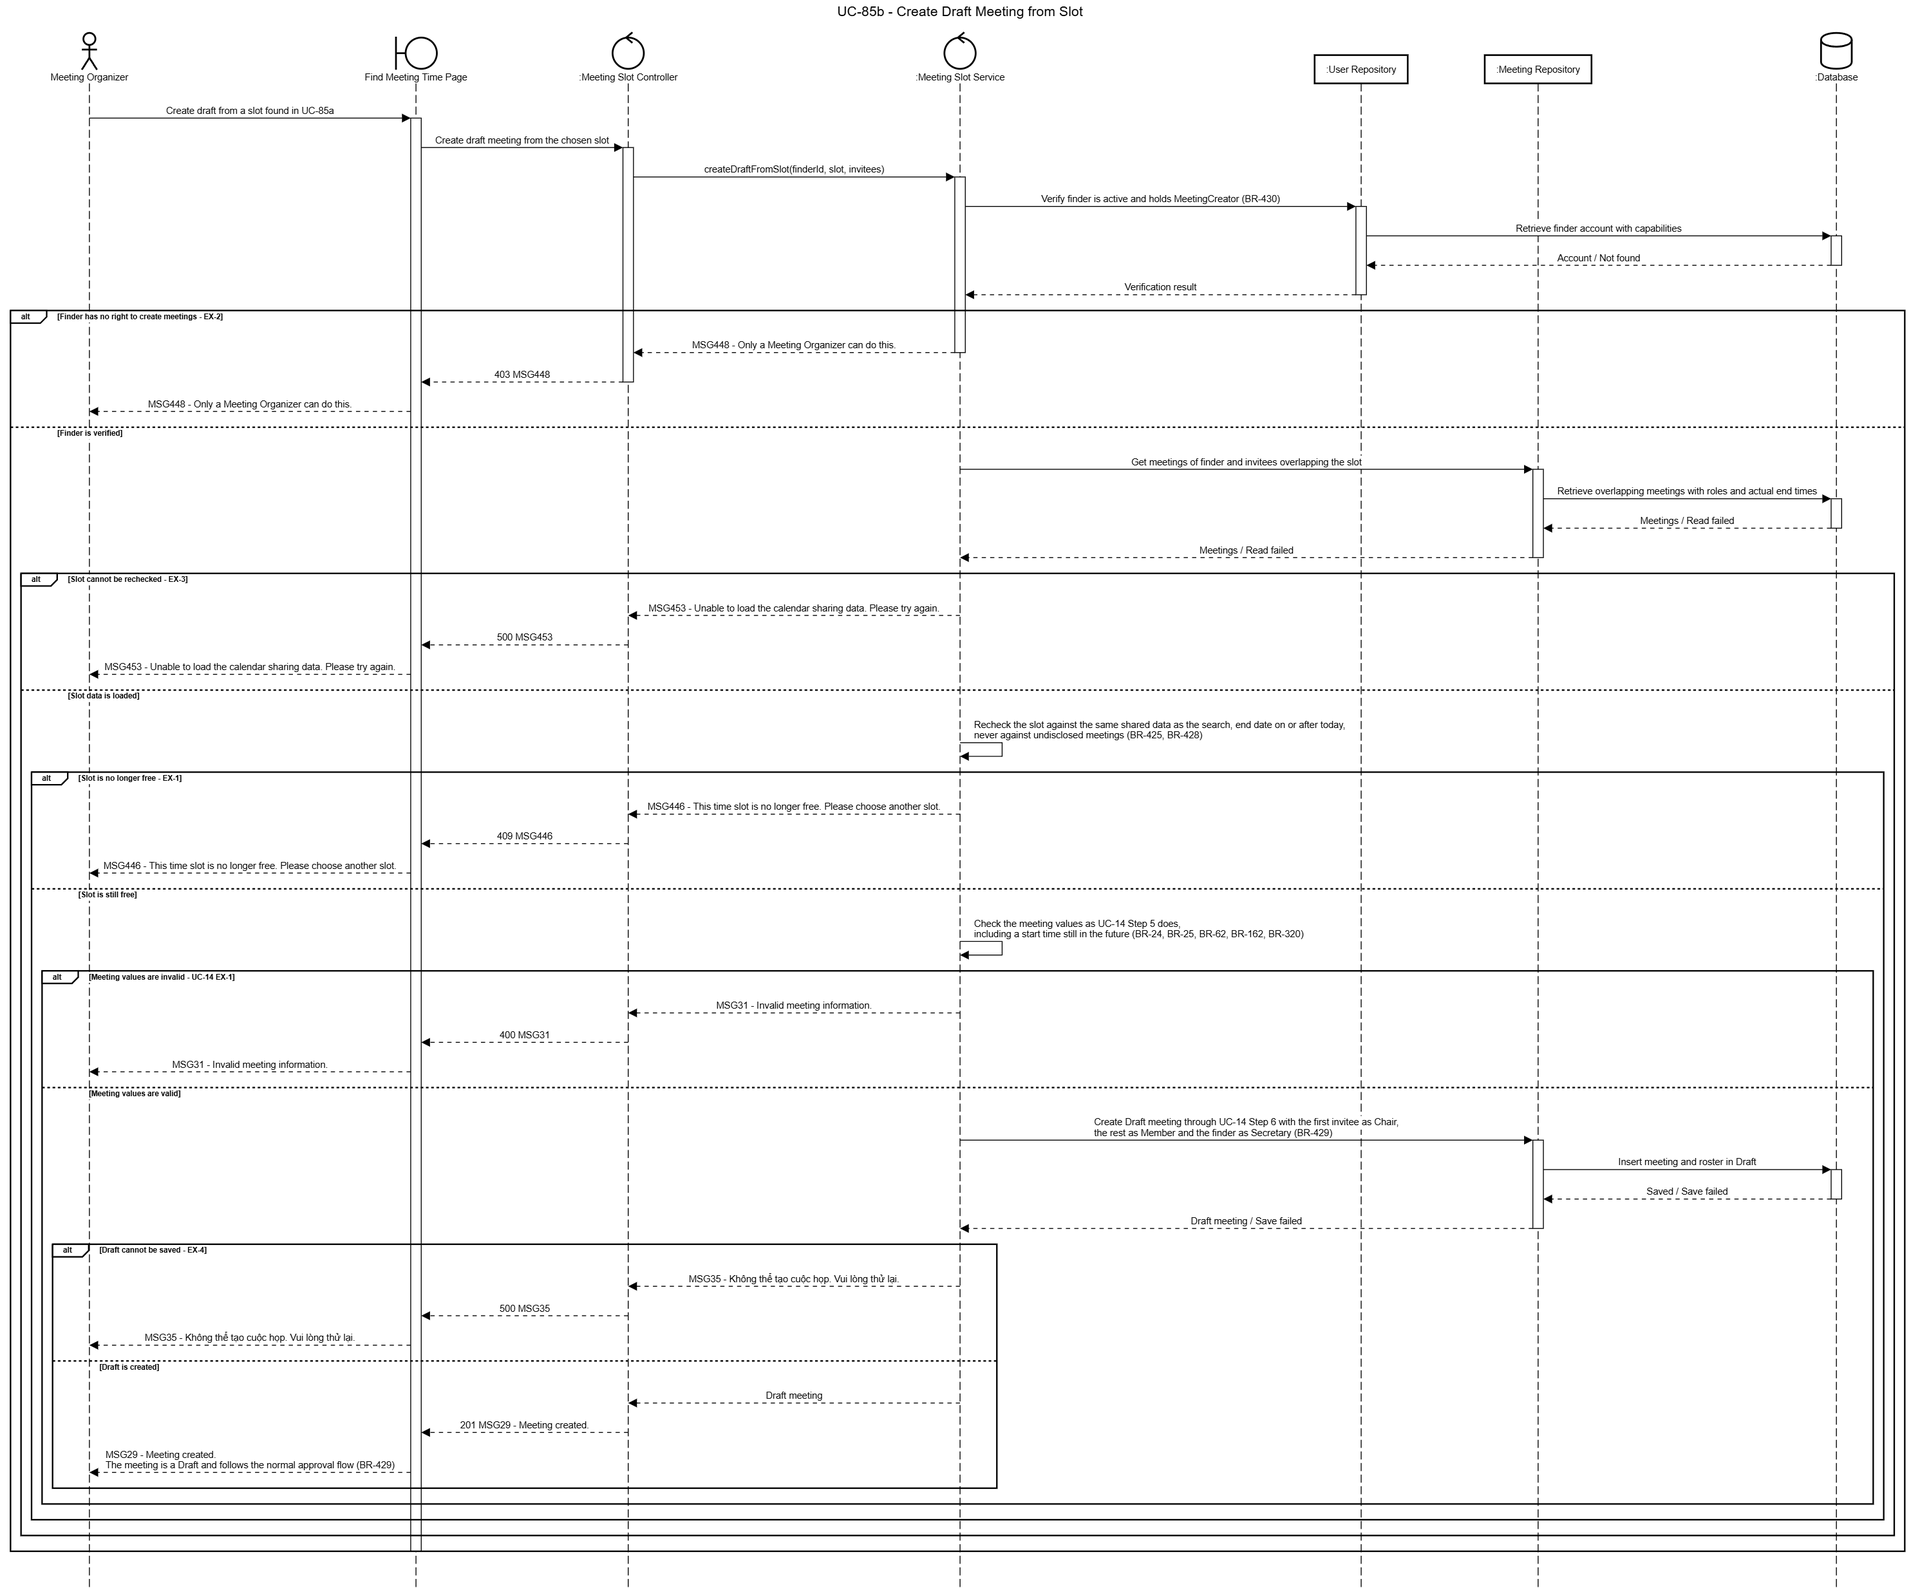 UC-85b - Create Draft Meeting from Slot
Meeting Organizer
Find Meeting Time Page
:Meeting Slot Controller
:Meeting Slot Service
:User Repository
:Meeting Repository
:Database
Create draft from a slot found in UC-85a
Create draft meeting from the chosen slot
createDraftFromSlot(finderId, slot, invitees)
Verify finder is active and holds MeetingCreator (BR-430)
Retrieve finder account with capabilities
Account / Not found
Verification result
alt [Finder has no right to create meetings - EX-2]
MSG448 - Only a Meeting Organizer can do this.
403 MSG448
MSG448 - Only a Meeting Organizer can do this.
[Finder is verified]
Get meetings of finder and invitees overlapping the slot
Retrieve overlapping meetings with roles and actual end times
Meetings / Read failed
Meetings / Read failed
alt [Slot cannot be rechecked - EX-3]
MSG453 - Unable to load the calendar sharing data. Please try again.
500 MSG453
MSG453 - Unable to load the calendar sharing data. Please try again.
[Slot data is loaded]
Recheck the slot against the same shared data as the search, end date on or after today,
never against undisclosed meetings (BR-425, BR-428)
alt [Slot is no longer free - EX-1]
MSG446 - This time slot is no longer free. Please choose another slot.
409 MSG446
MSG446 - This time slot is no longer free. Please choose another slot.
[Slot is still free]
Check the meeting values as UC-14 Step 5 does,
including a start time still in the future (BR-24, BR-25, BR-62, BR-162, BR-320)
alt [Meeting values are invalid - UC-14 EX-1]
MSG31 - Invalid meeting information.
400 MSG31
MSG31 - Invalid meeting information.
[Meeting values are valid]
Create Draft meeting through UC-14 Step 6 with the first invitee as Chair,
the rest as Member and the finder as Secretary (BR-429)
Insert meeting and roster in Draft
Saved / Save failed
Draft meeting / Save failed
alt [Draft cannot be saved - EX-4]
MSG35 - Không thể tạo cuộc họp. Vui lòng thử lại.
500 MSG35
MSG35 - Không thể tạo cuộc họp. Vui lòng thử lại.
[Draft is created]
Draft meeting
201 MSG29 - Meeting created.
MSG29 - Meeting created.
The meeting is a Draft and follows the normal approval flow (BR-429)